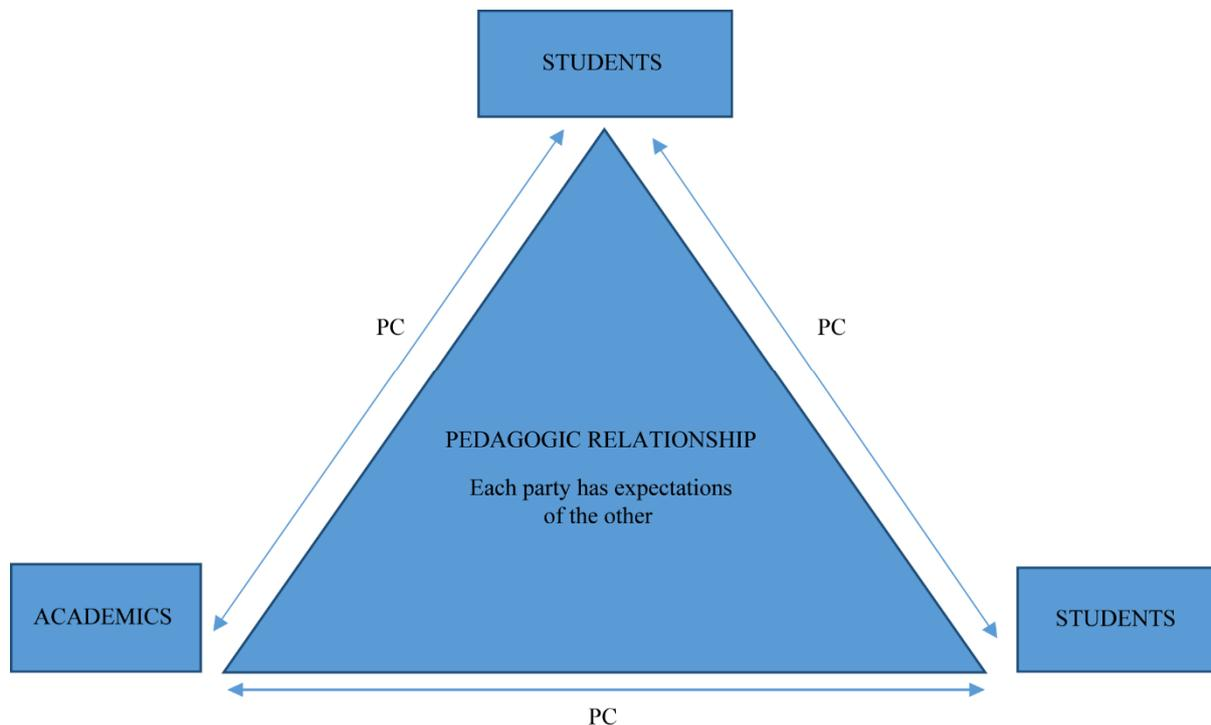 STUDENTS
PC
PC
PEDAGOGIC RELATIONSHIP
Each party has expectations
of the other
ACADEMICS
STUDENTS
PC